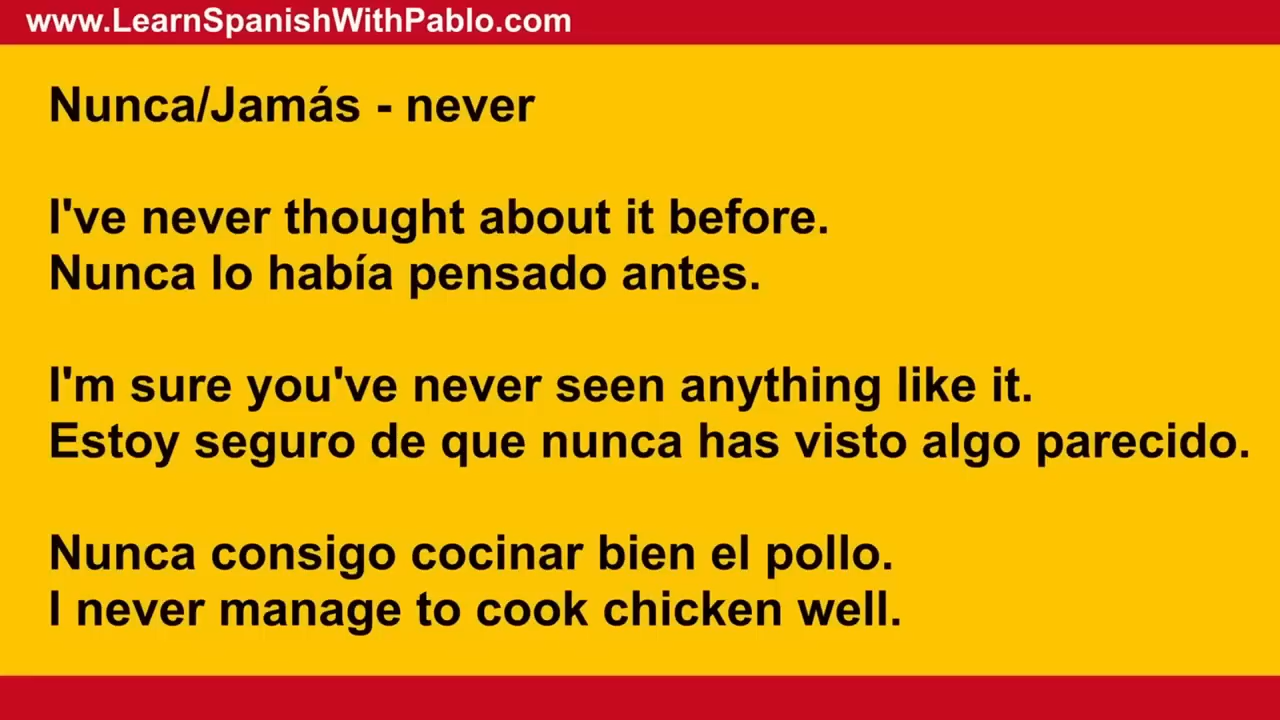 www.LearnSpanishWithPablo.com
Nunca/Jamás - never
I've never thought about it before.
Nunca lo había pensado antes.
I'm sure you've never seen anything like it.
Estoy seguro de que nunca has visto algo parecido.
Nunca consigo cocinar bien el pollo.
I never manage to cook chicken well.